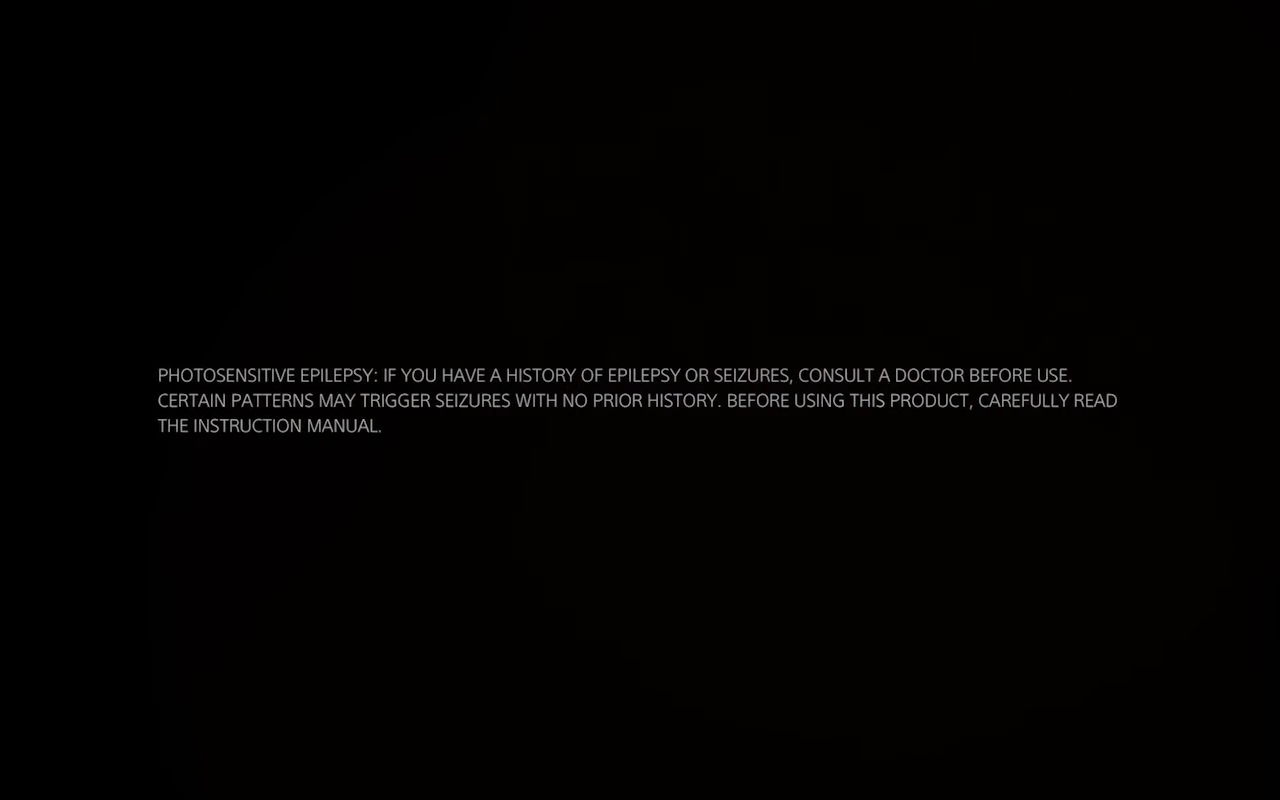 PHOTOSENSITIVE EPILEPSY: IF YOU HAVE A HISTORY OF EPILEPSY OR SEIZURES, CONSULT A DOCTOR BEFORE USE.
CERTAIN PATTERNS MAY TRIGGER SEIZURES WITH NO PRIOR HISTORY. BEFORE USING THIS PRODUCT, CAREFULLY READ
THE INSTRUCTION MANUAL.